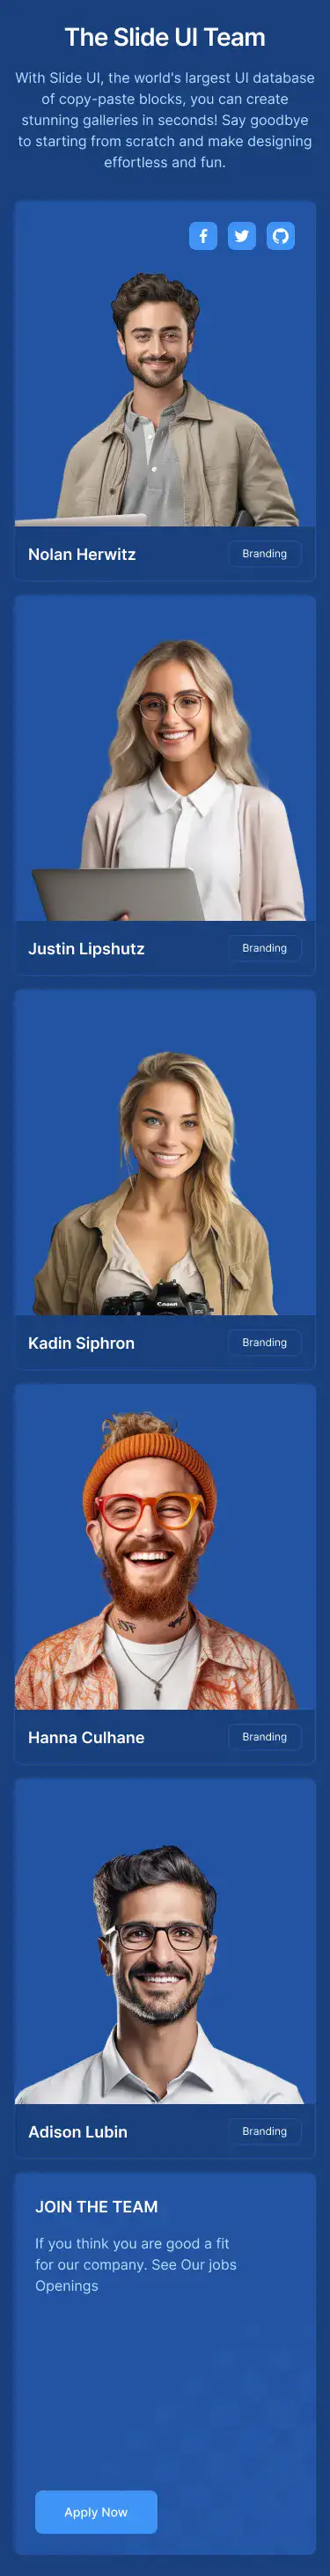 The Slide UI Team
With Slide UI, the world's largest UI database
of copy-paste blocks, you can create
stunning galleries in seconds! Say goodbye
to starting from scratch and make designing
effortless and fun.
Nolan Herwitz
Branding
Justin Lipshutz
Branding
Canon
Kadin Siphron
Branding
Hanna Culhane
Branding
Adison Lubin
Branding
JOIN THE TEAM
If you think you are good a fit
for our company. See Our jobs
Openings
Apply Now